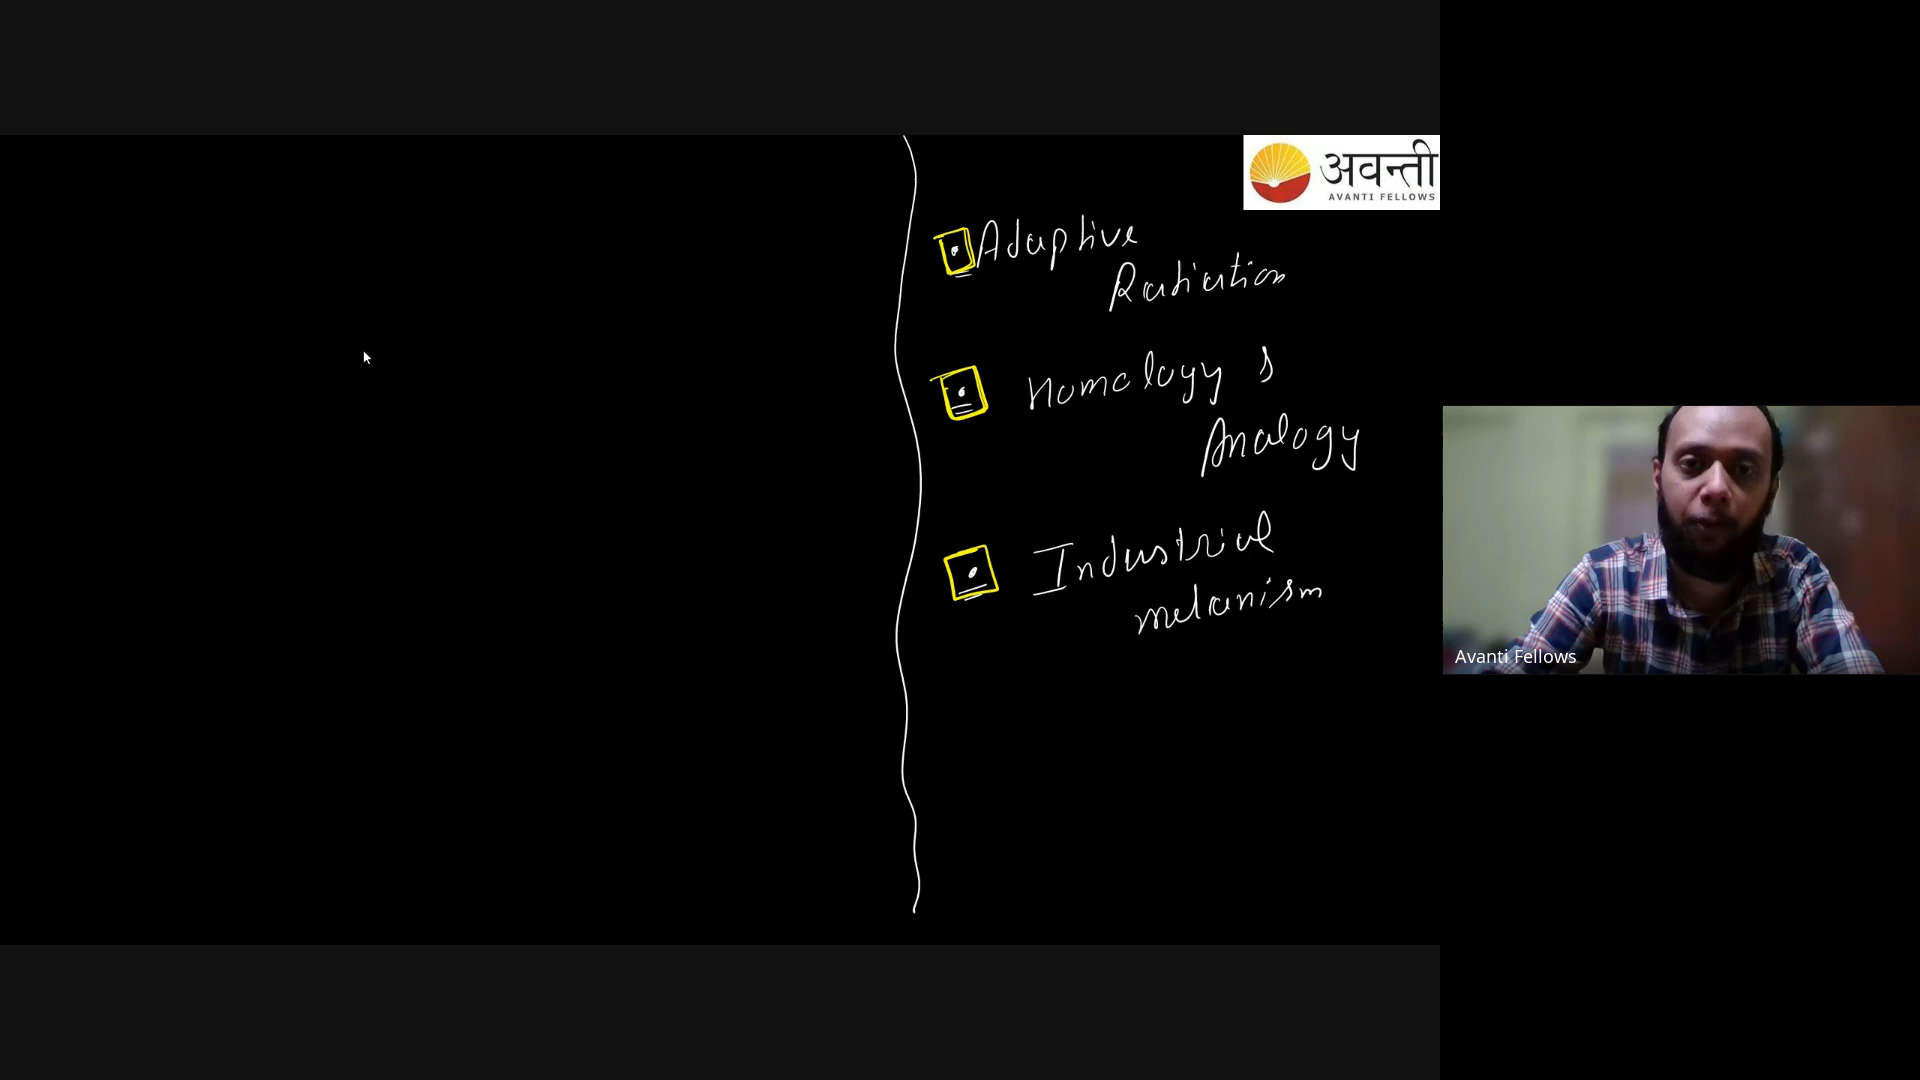 अवन्ती
AVANTI FELLOWS
Adaptive
Radiation
Homology &
Analogy
Industrial
melanism
Avanti Fellows